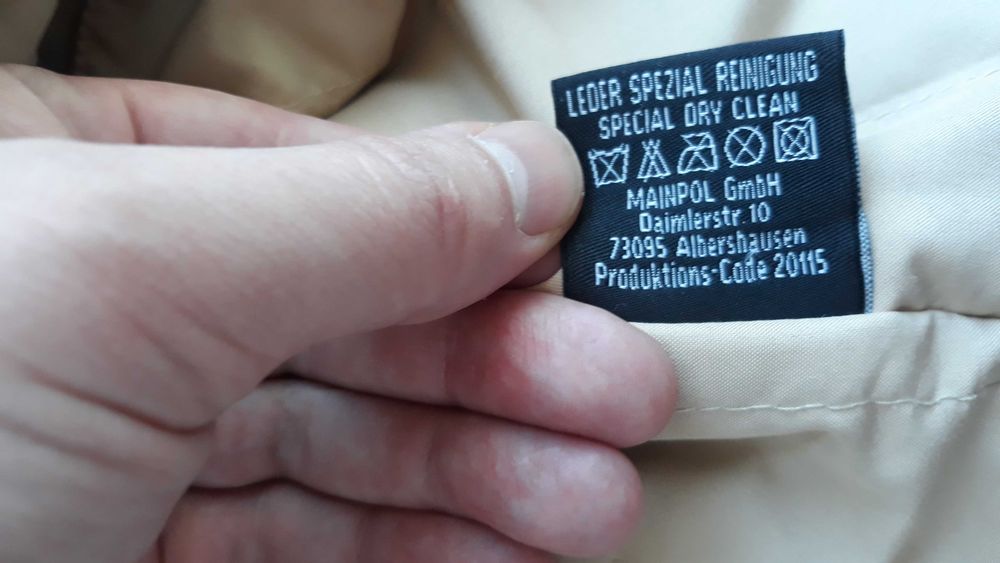 LEDER SPEZIAL REINIGUNG
SPECIAL DRY CLEAN
MAINPOL GmbH
Daimlerstr. 10
73095 Albershausen
Produktions-Code 20115